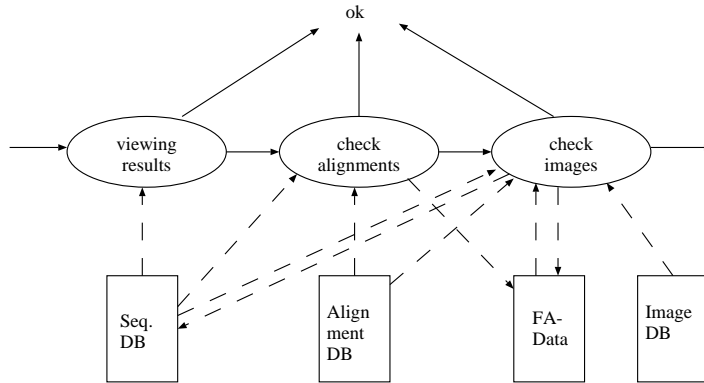 ok
viewing
results
check
alignments
check
images
Seq.
DB
Align
ment
DB
FA-
Data
Image
DB